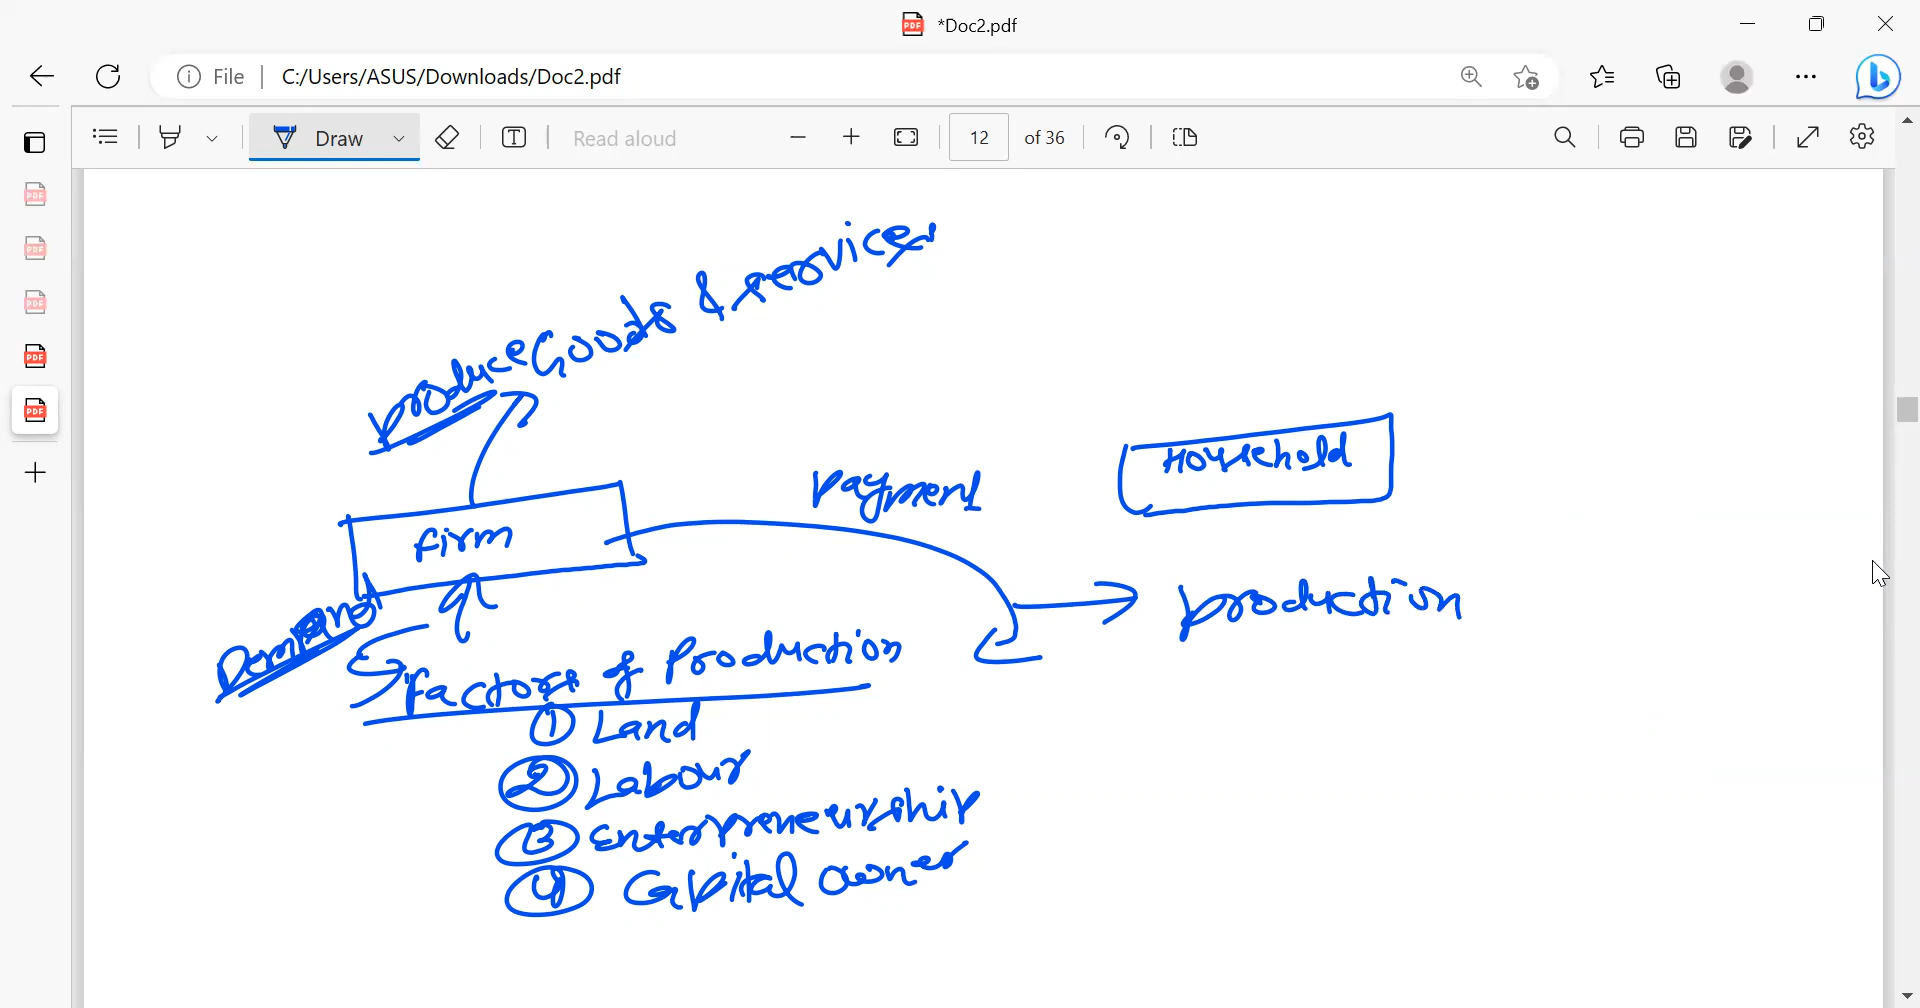 *Doc2.pdf
File C:/Users/ASUS/Downloads/Doc2.pdf
Draw Read aloud 12 of 36
produce Goods & services
Household
Payment
firm
production
Demand
factors of Production
① Land
② Labour
③ Enterpreneurship
④ Capital owner